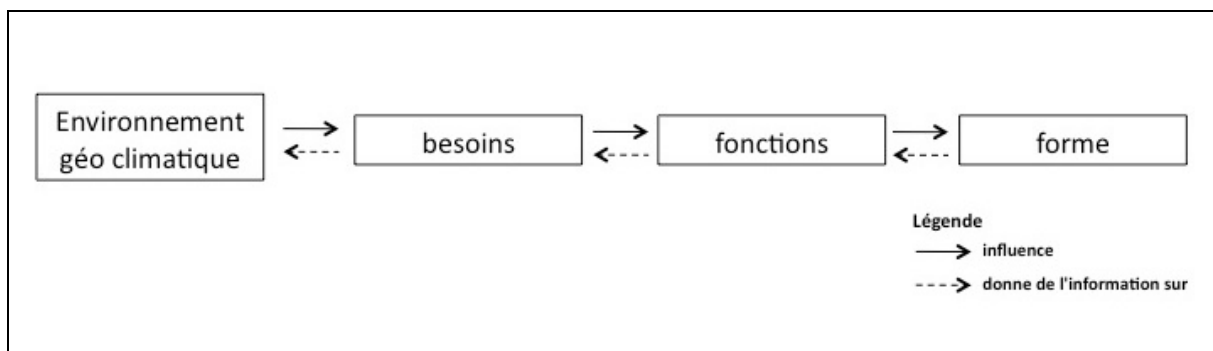 Environnement
géo climatique
besoins
fonctions
forme
Légende
influence
donne de l'information sur